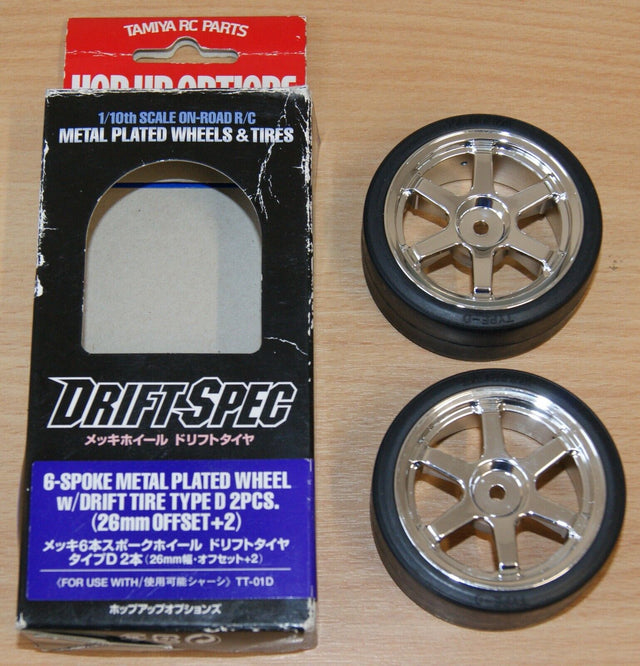 TAMIYA RC PARTS
HOP UP OPTIONS
1/10th SCALE ON-ROAD R/C
METAL PLATED WHEELS & TIRES
DRIFT-SPEC
メッキホイール ドリフトタイヤ
6-SPOKE METAL PLATED WHEEL
w/DRIFT TIRE TYPE D 2PCS.
(26mm OFFSET+2)
メッキ6本スポークホイール ドリフトタイヤ
タイプD 2本(26mm幅・オフセット+2)
《FOR USE WITH/使用可能シャーシ》 TT-01D
ホップアップオプションズ
TYPE-D
TYPE-D